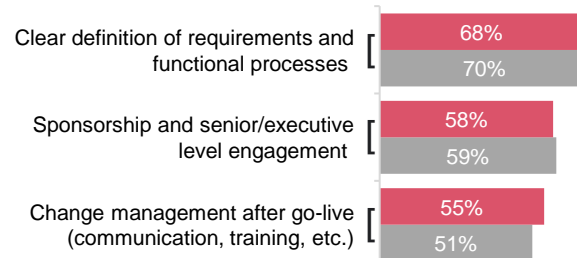 Clear definition of requirements and
functional processes
68%
70%
Sponsorship and senior/executive
level engagement
58%
59%
Change management after go-live
(communication, training, etc.)
55%
51%